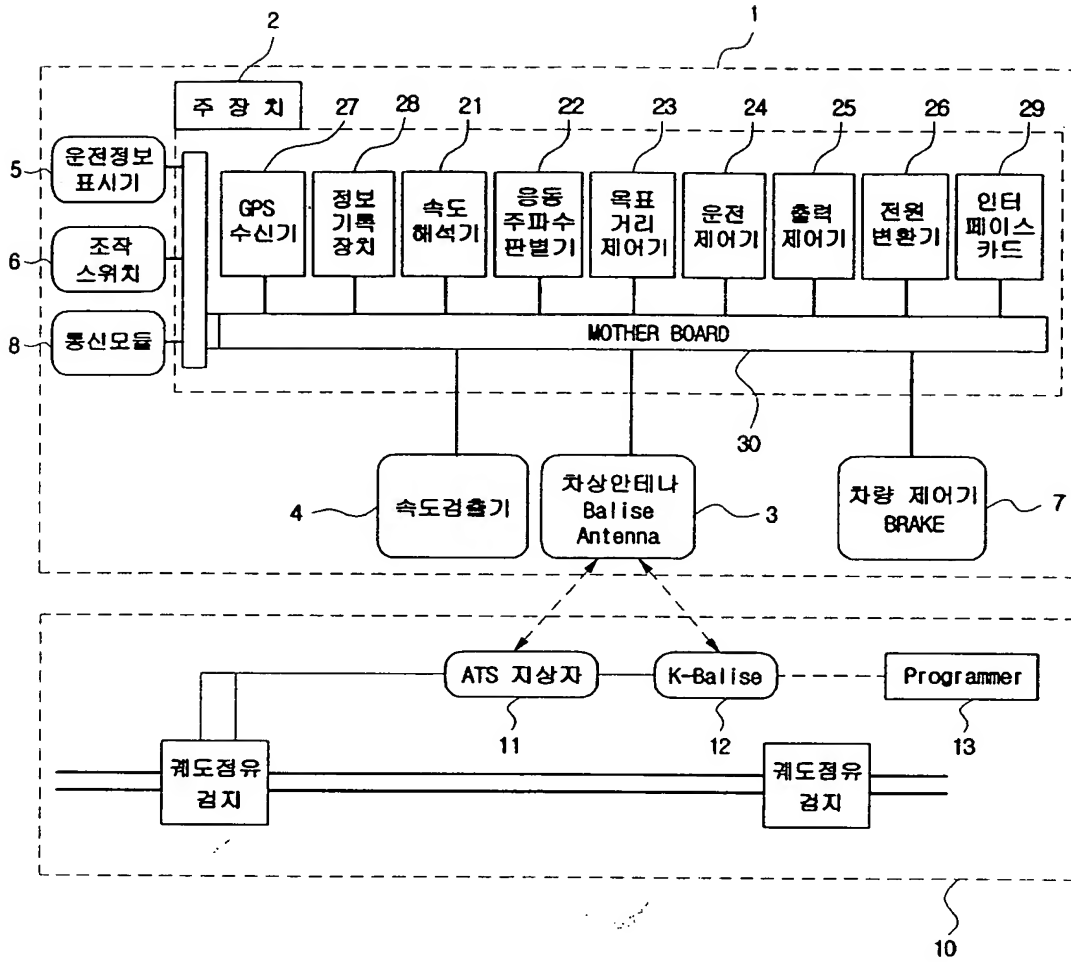 1
2
주 장 치
27
28
21
22
23
24
25
26
29
5
운전정보
표시기
GPS
수신기
정보
기록
장치
속도
해석기
응동
주파수
판별기
목표
거리
제어기
운전
제어기
출력
제어기
전원
변환기
인터
페이스
카드
6
조작
스위치
8
통신모듈
MOTHER BOARD
30
4
속도검출기
차상안테나
Balise
Antenna
3
차량 제어기
BRAKE
7
ATS 지상자
K-Balise
Programmer
11
12
13
궤도점유
검지
궤도점유
검지
10